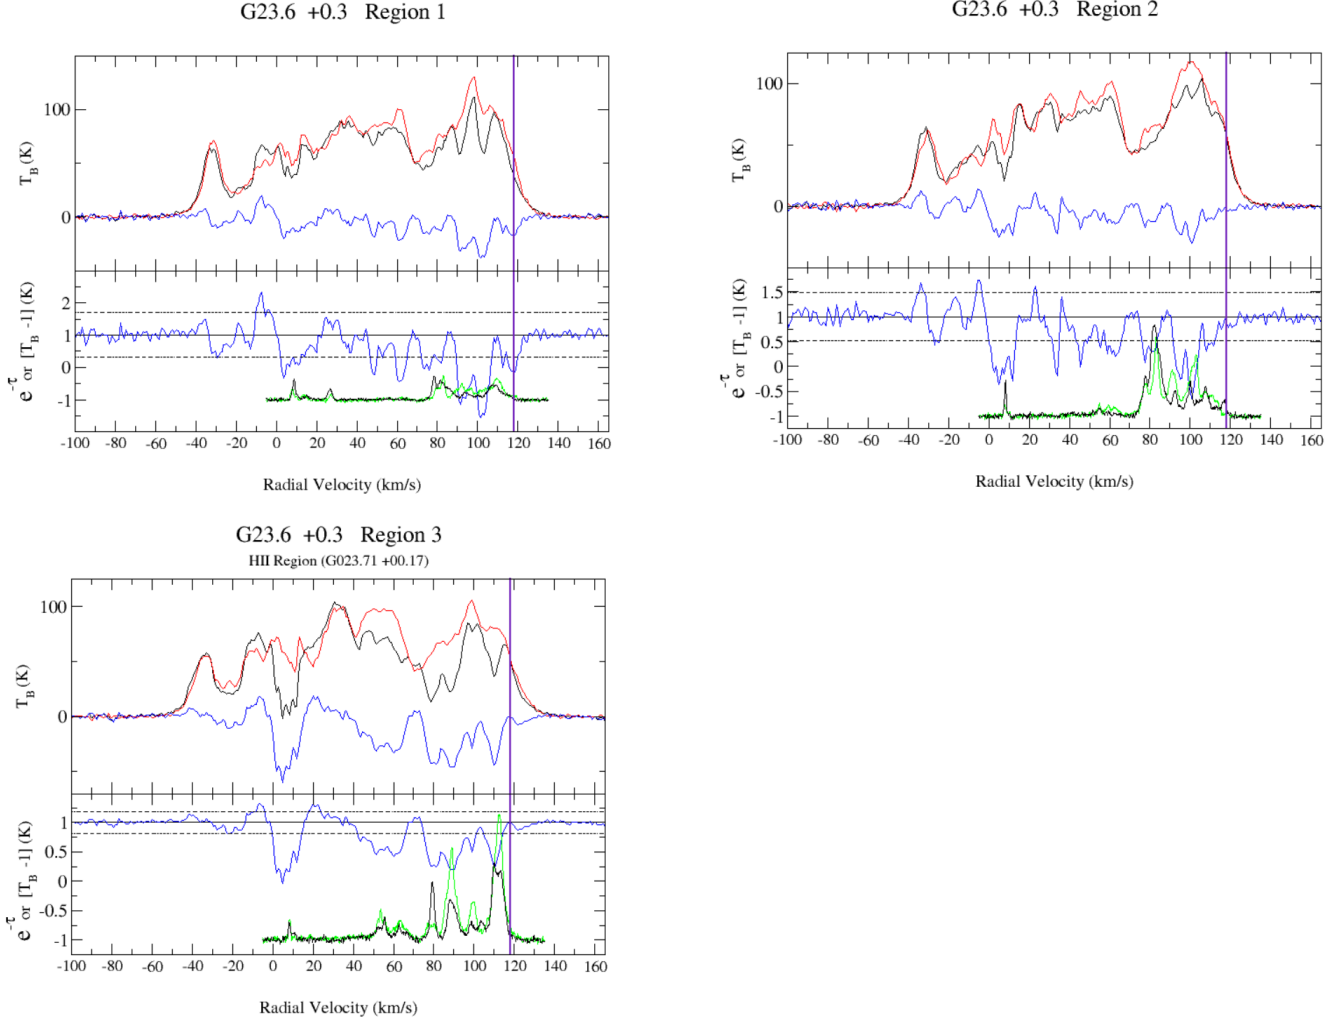 G23.6 +0.3 Region 1
100
0
T_B (K)
2
1
0
-1
e^-τ or [T_B -1] (K)
-100 -80 -60 -40 -20 0 20 40 60 80 100 120 140 160
Radial Velocity (km/s)
G23.6 +0.3 Region 2
100
0
T_B (K)
1.5
1
0.5
0
-0.5
-1
e^-τ or [T_B -1] (K)
-100 -80 -60 -40 -20 0 20 40 60 80 100 120 140 160
Radial Velocity (km/s)
G23.6 +0.3 Region 3
HII Region (G023.71 +00.17)
100
0
T_B (K)
1
0.5
0
-0.5
-1
e^-τ or [T_B -1] (K)
-100 -80 -60 -40 -20 0 20 40 60 80 100 120 140 160
Radial Velocity (km/s)